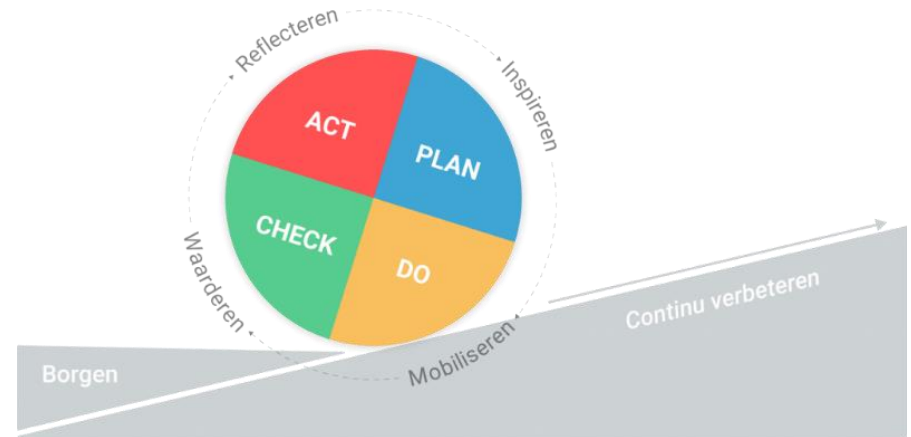 Reflecteren
Inspireren
ACT
PLAN
CHECK
DO
Waarderen
Mobiliseren
Continu verbeteren
Borgen